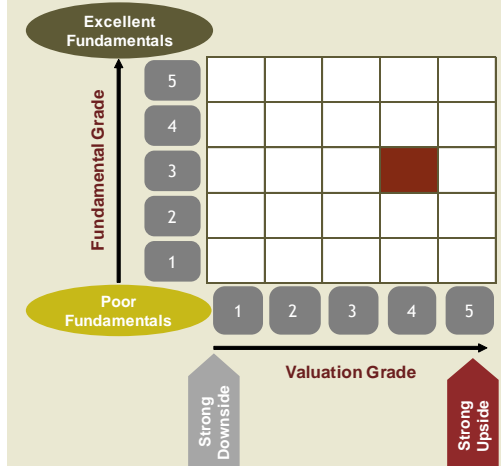 Excellent
Fundamentals
Fundamental Grade
5
4
3
2
1
Poor
Fundamentals
1 2 3 4 5
Valuation Grade
Strong
Downside
Strong
Upside